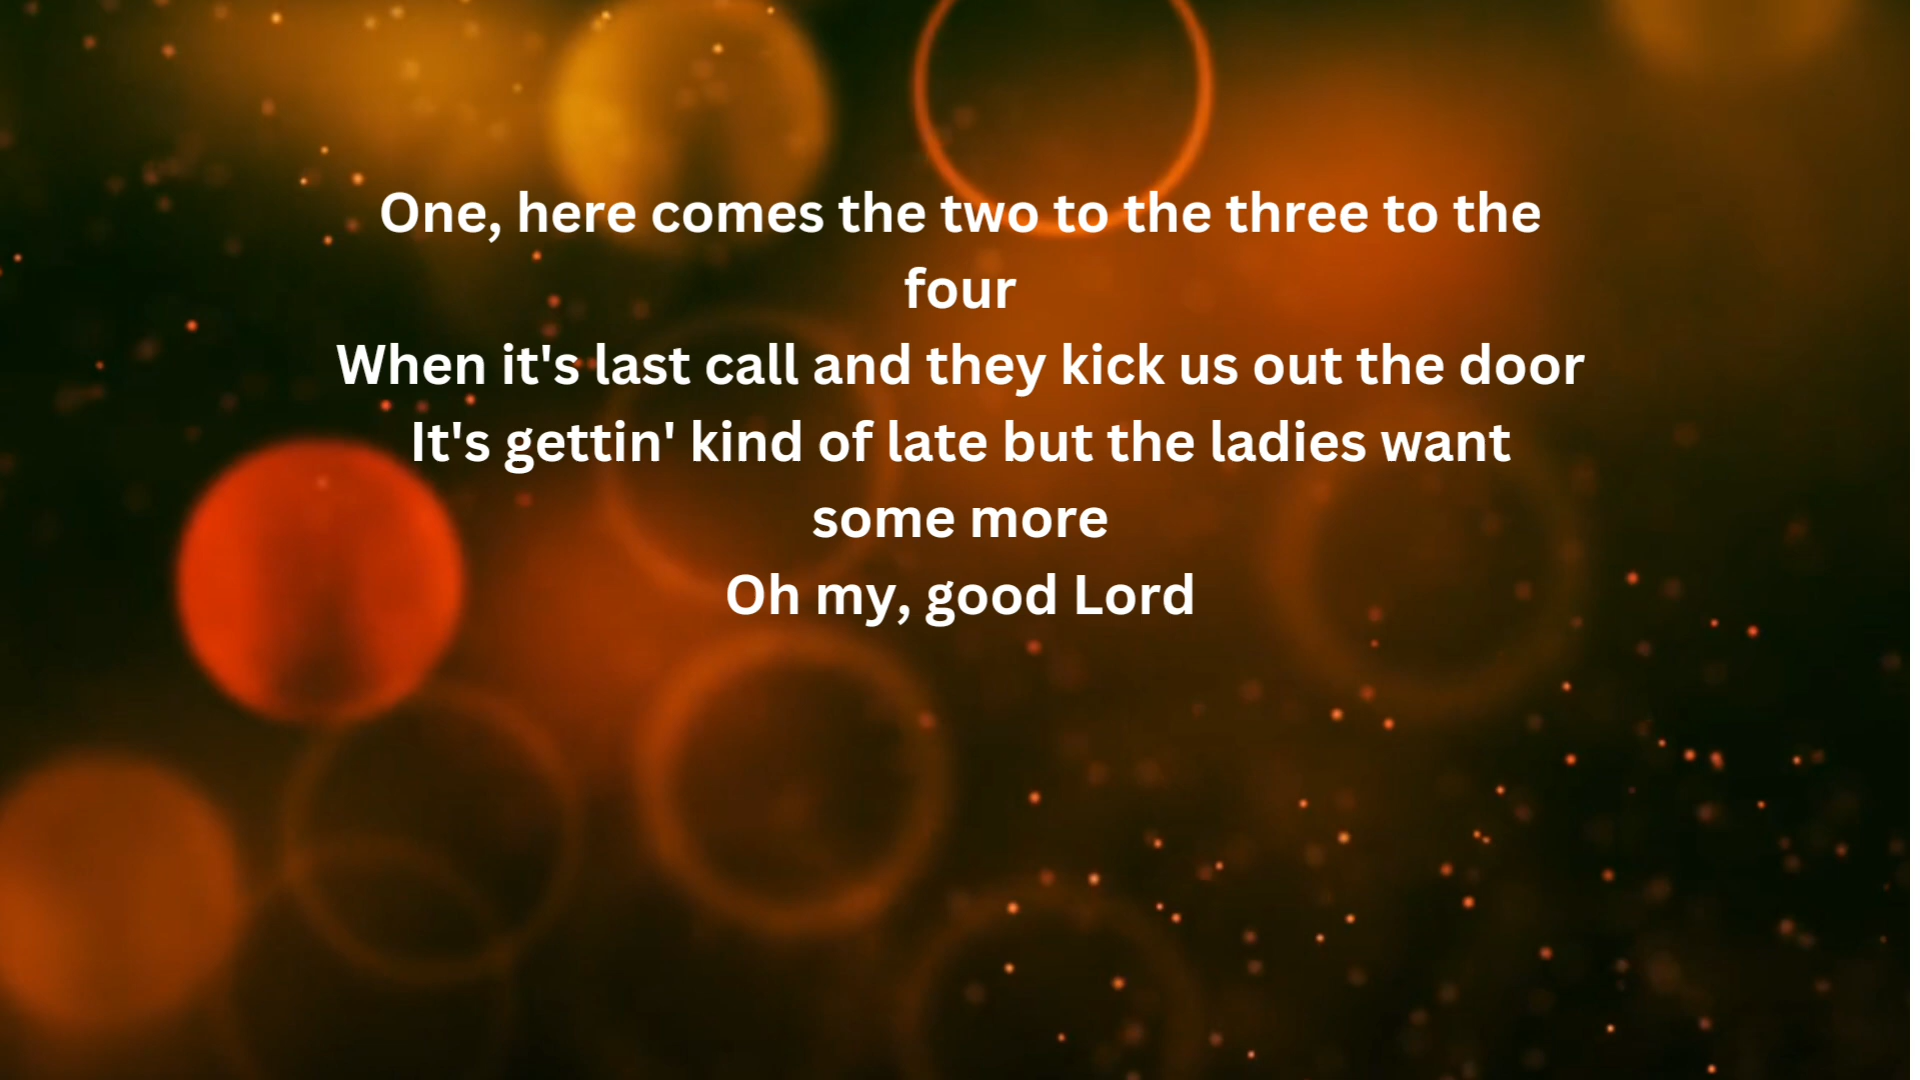 One, here comes the two to the three to the
four
When it's last call and they kick us out the door
It's gettin' kind of late but the ladies want
some more
Oh my, good Lord